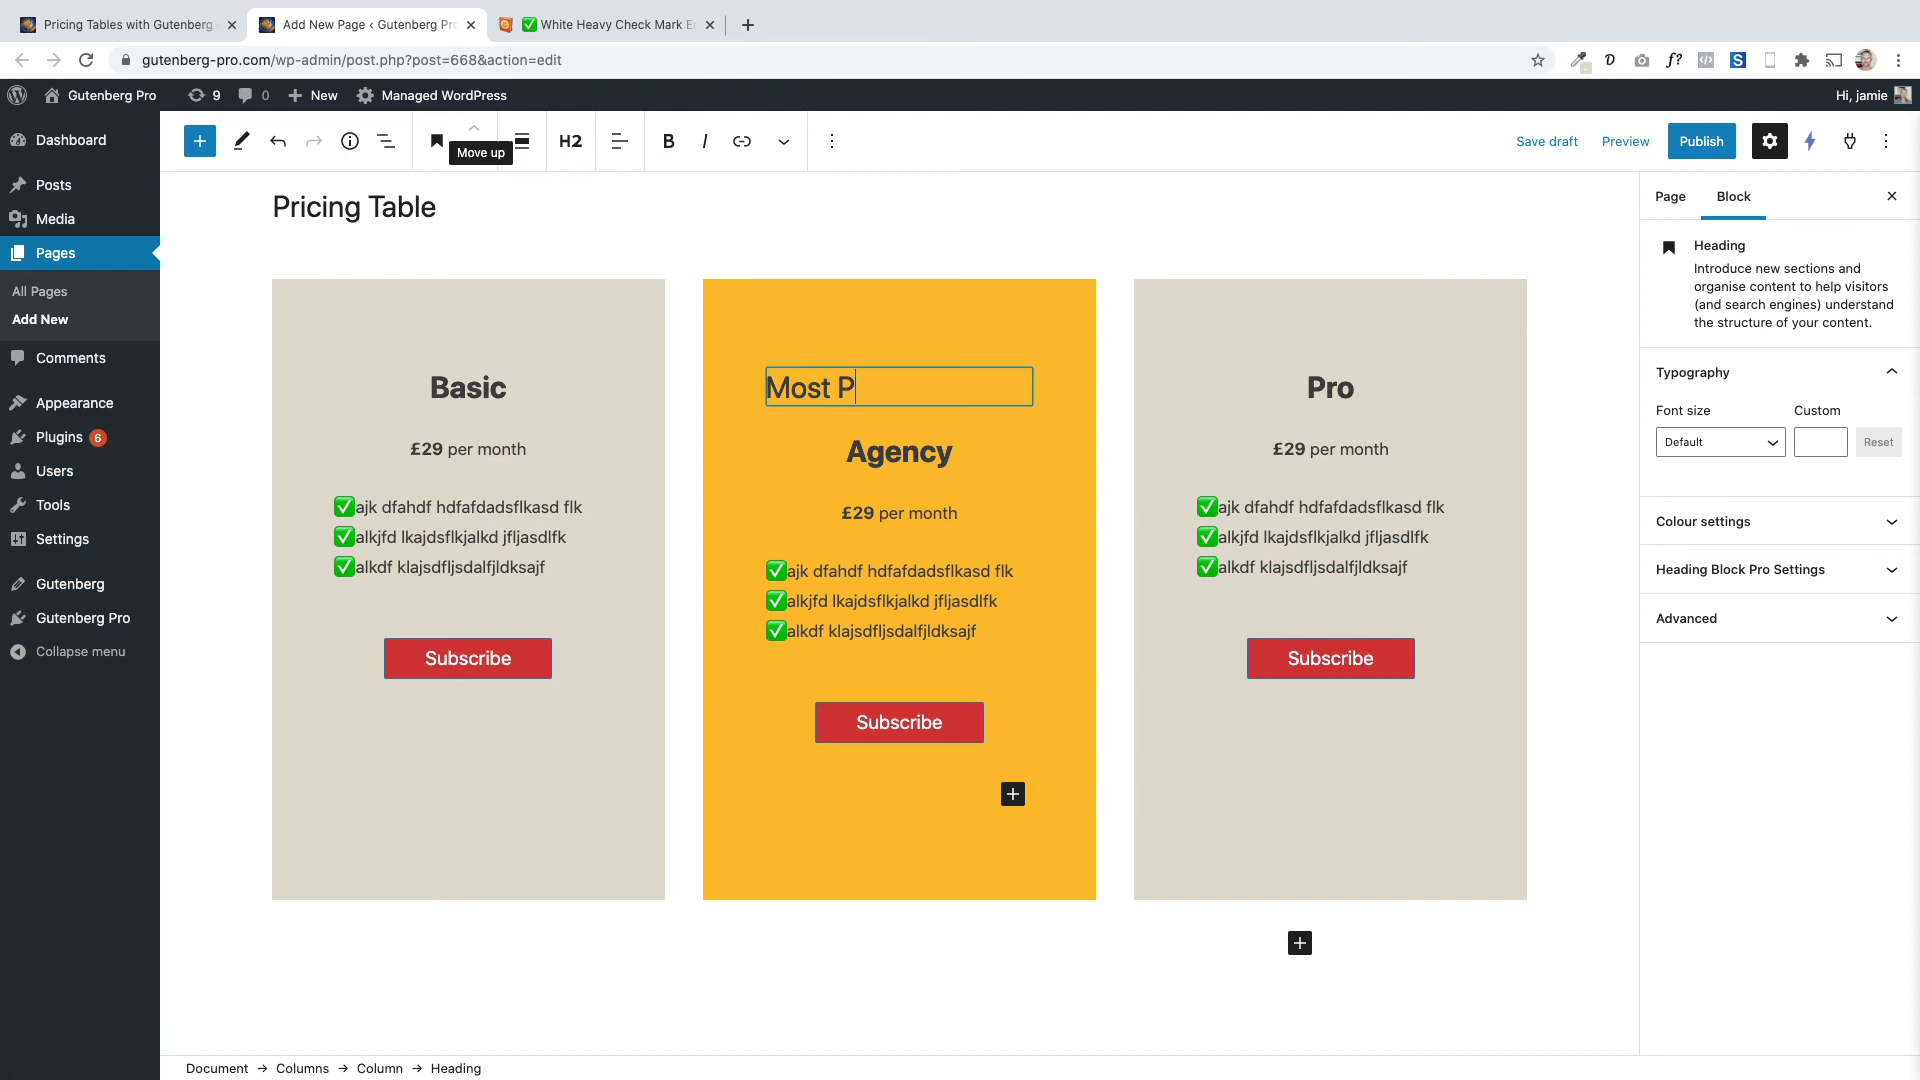 Pricing Tables with Gutenberg
Add New Page ‹ Gutenberg Pro
White Heavy Check Mark E
gutenberg-pro.com/wp-admin/post.php?post=668&action=edit
Gutenberg Pro
9
0
New
Managed WordPress
Hi, jamie
Dashboard
Posts
Media
Pages
All Pages
Add New
Comments
Appearance
Plugins 6
Users
Tools
Settings
Gutenberg
Gutenberg Pro
Collapse menu
Move up
H2
B
I
Save draft
Preview
Publish
Pricing Table
Basic
£29 per month
✅ajk dfahdf hdfafdadsflkasd flk
✅alkjfd lkajdsflkjalkd jfljasdlfk
✅alkdf klajsdfljsdalfjldksajf
Subscribe
Most P
Agency
£29 per month
✅ajk dfahdf hdfafdadsflkasd flk
✅alkjfd lkajdsflkjalkd jfljasdlfk
✅alkdf klajsdfljsdalfjldksajf
Subscribe
Pro
£29 per month
✅ajk dfahdf hdfafdadsflkasd flk
✅alkjfd lkajdsflkjalkd jfljasdlfk
✅alkdf klajsdfljsdalfjldksajf
Subscribe
Page
Block
Heading
Introduce new sections and
organise content to help visitors
(and search engines) understand
the structure of your content.
Typography
Font size
Custom
Default
Reset
Colour settings
Heading Block Pro Settings
Advanced
Document → Columns → Column → Heading